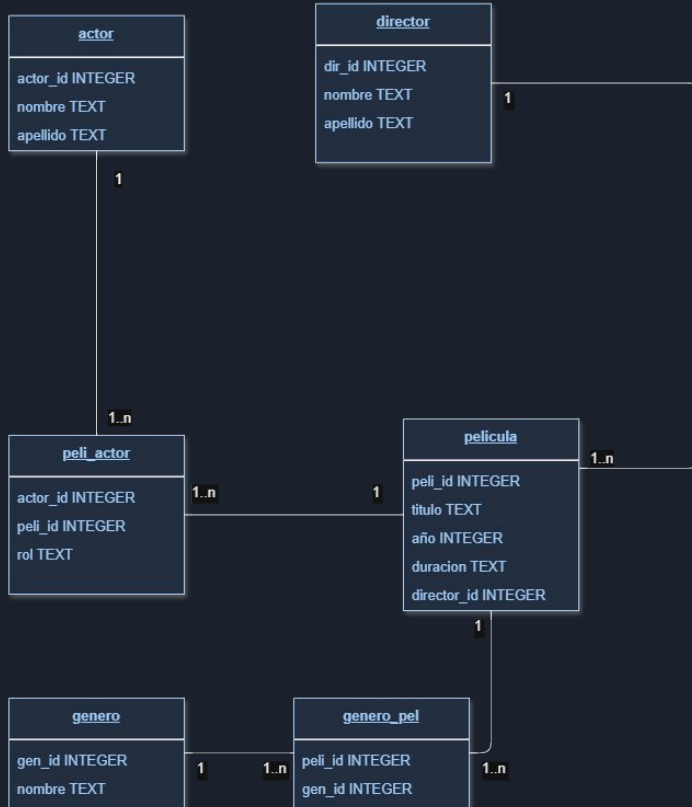 actor
actor_id INTEGER
nombre TEXT
apellido TEXT
1
director
dir_id INTEGER
nombre TEXT
apellido TEXT
1
1..n
peli_actor
actor_id INTEGER
peli_id INTEGER
rol TEXT
1..n
1
pelicula
peli_id INTEGER
titulo TEXT
año INTEGER
duracion TEXT
director_id INTEGER
1..n
1
genero
gen_id INTEGER
nombre TEXT
1
1..n
genero_pel
peli_id INTEGER
gen_id INTEGER
1..n